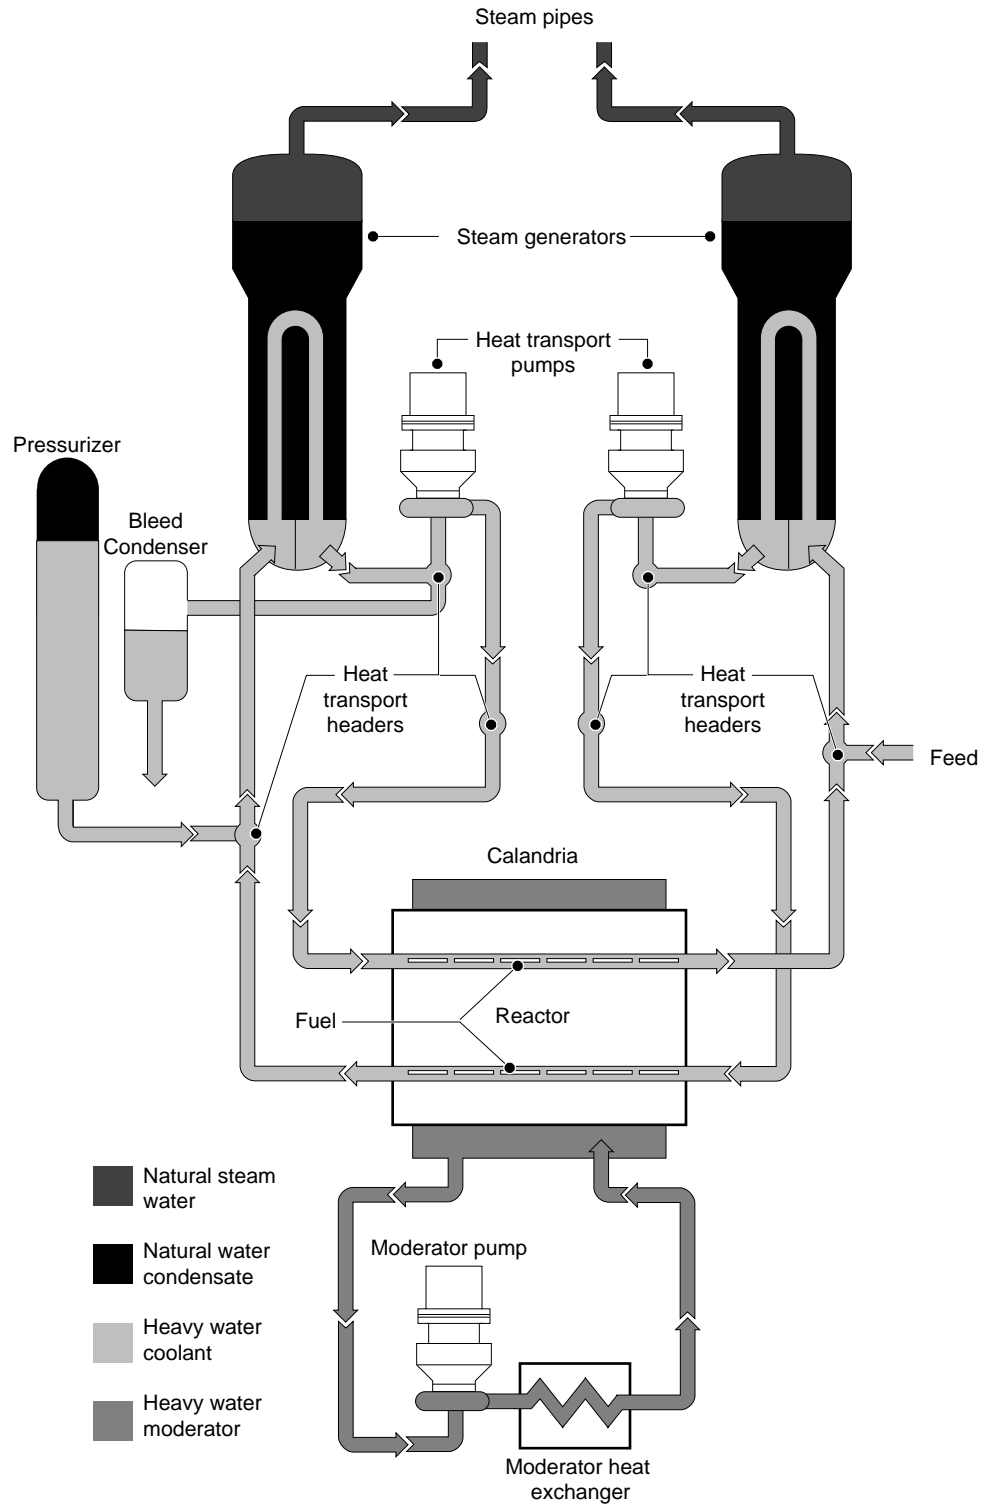 Steam pipes
Steam generators
Heat transport
pumps
Pressurizer
Bleed
Condenser
Heat
transport
headers
Heat
transport
headers
Feed
Calandria
Fuel
Reactor
Natural steam
water
Natural water
condensate
Heavy water
coolant
Heavy water
moderator
Moderator pump
Moderator heat
exchanger